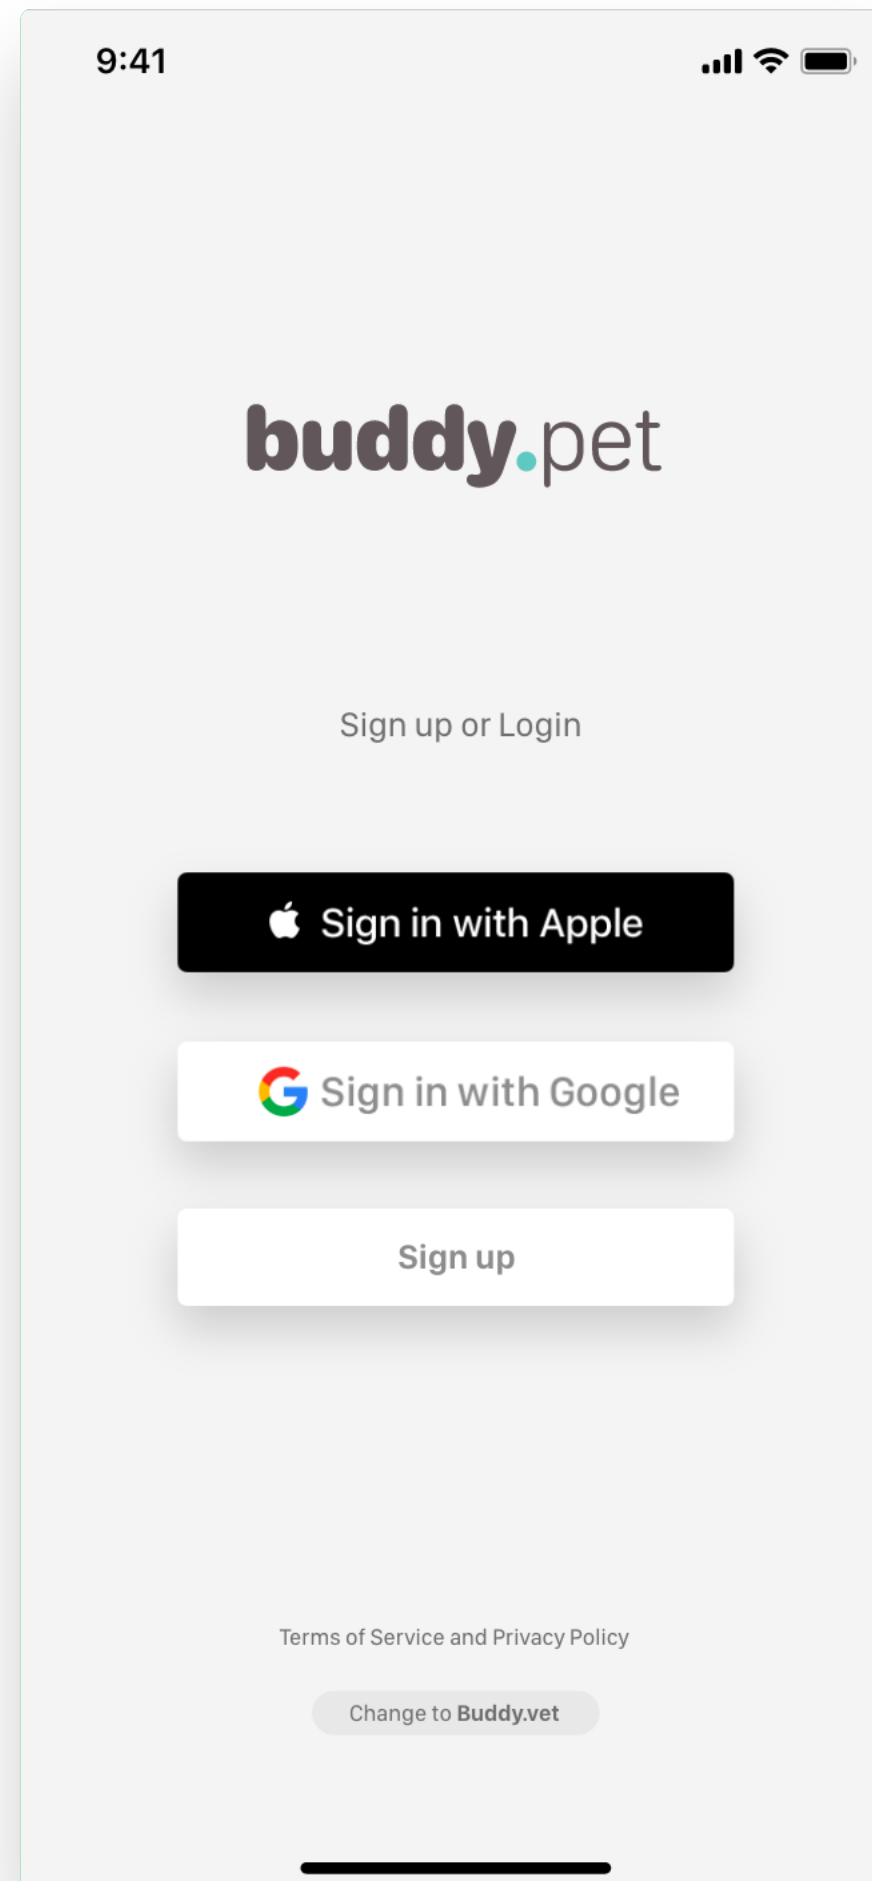 9:41
buddy.pet
Sign up or Login
Sign in with Apple
Sign in with Google
Sign up
Terms of Service and Privacy Policy
Change to Buddy.vet